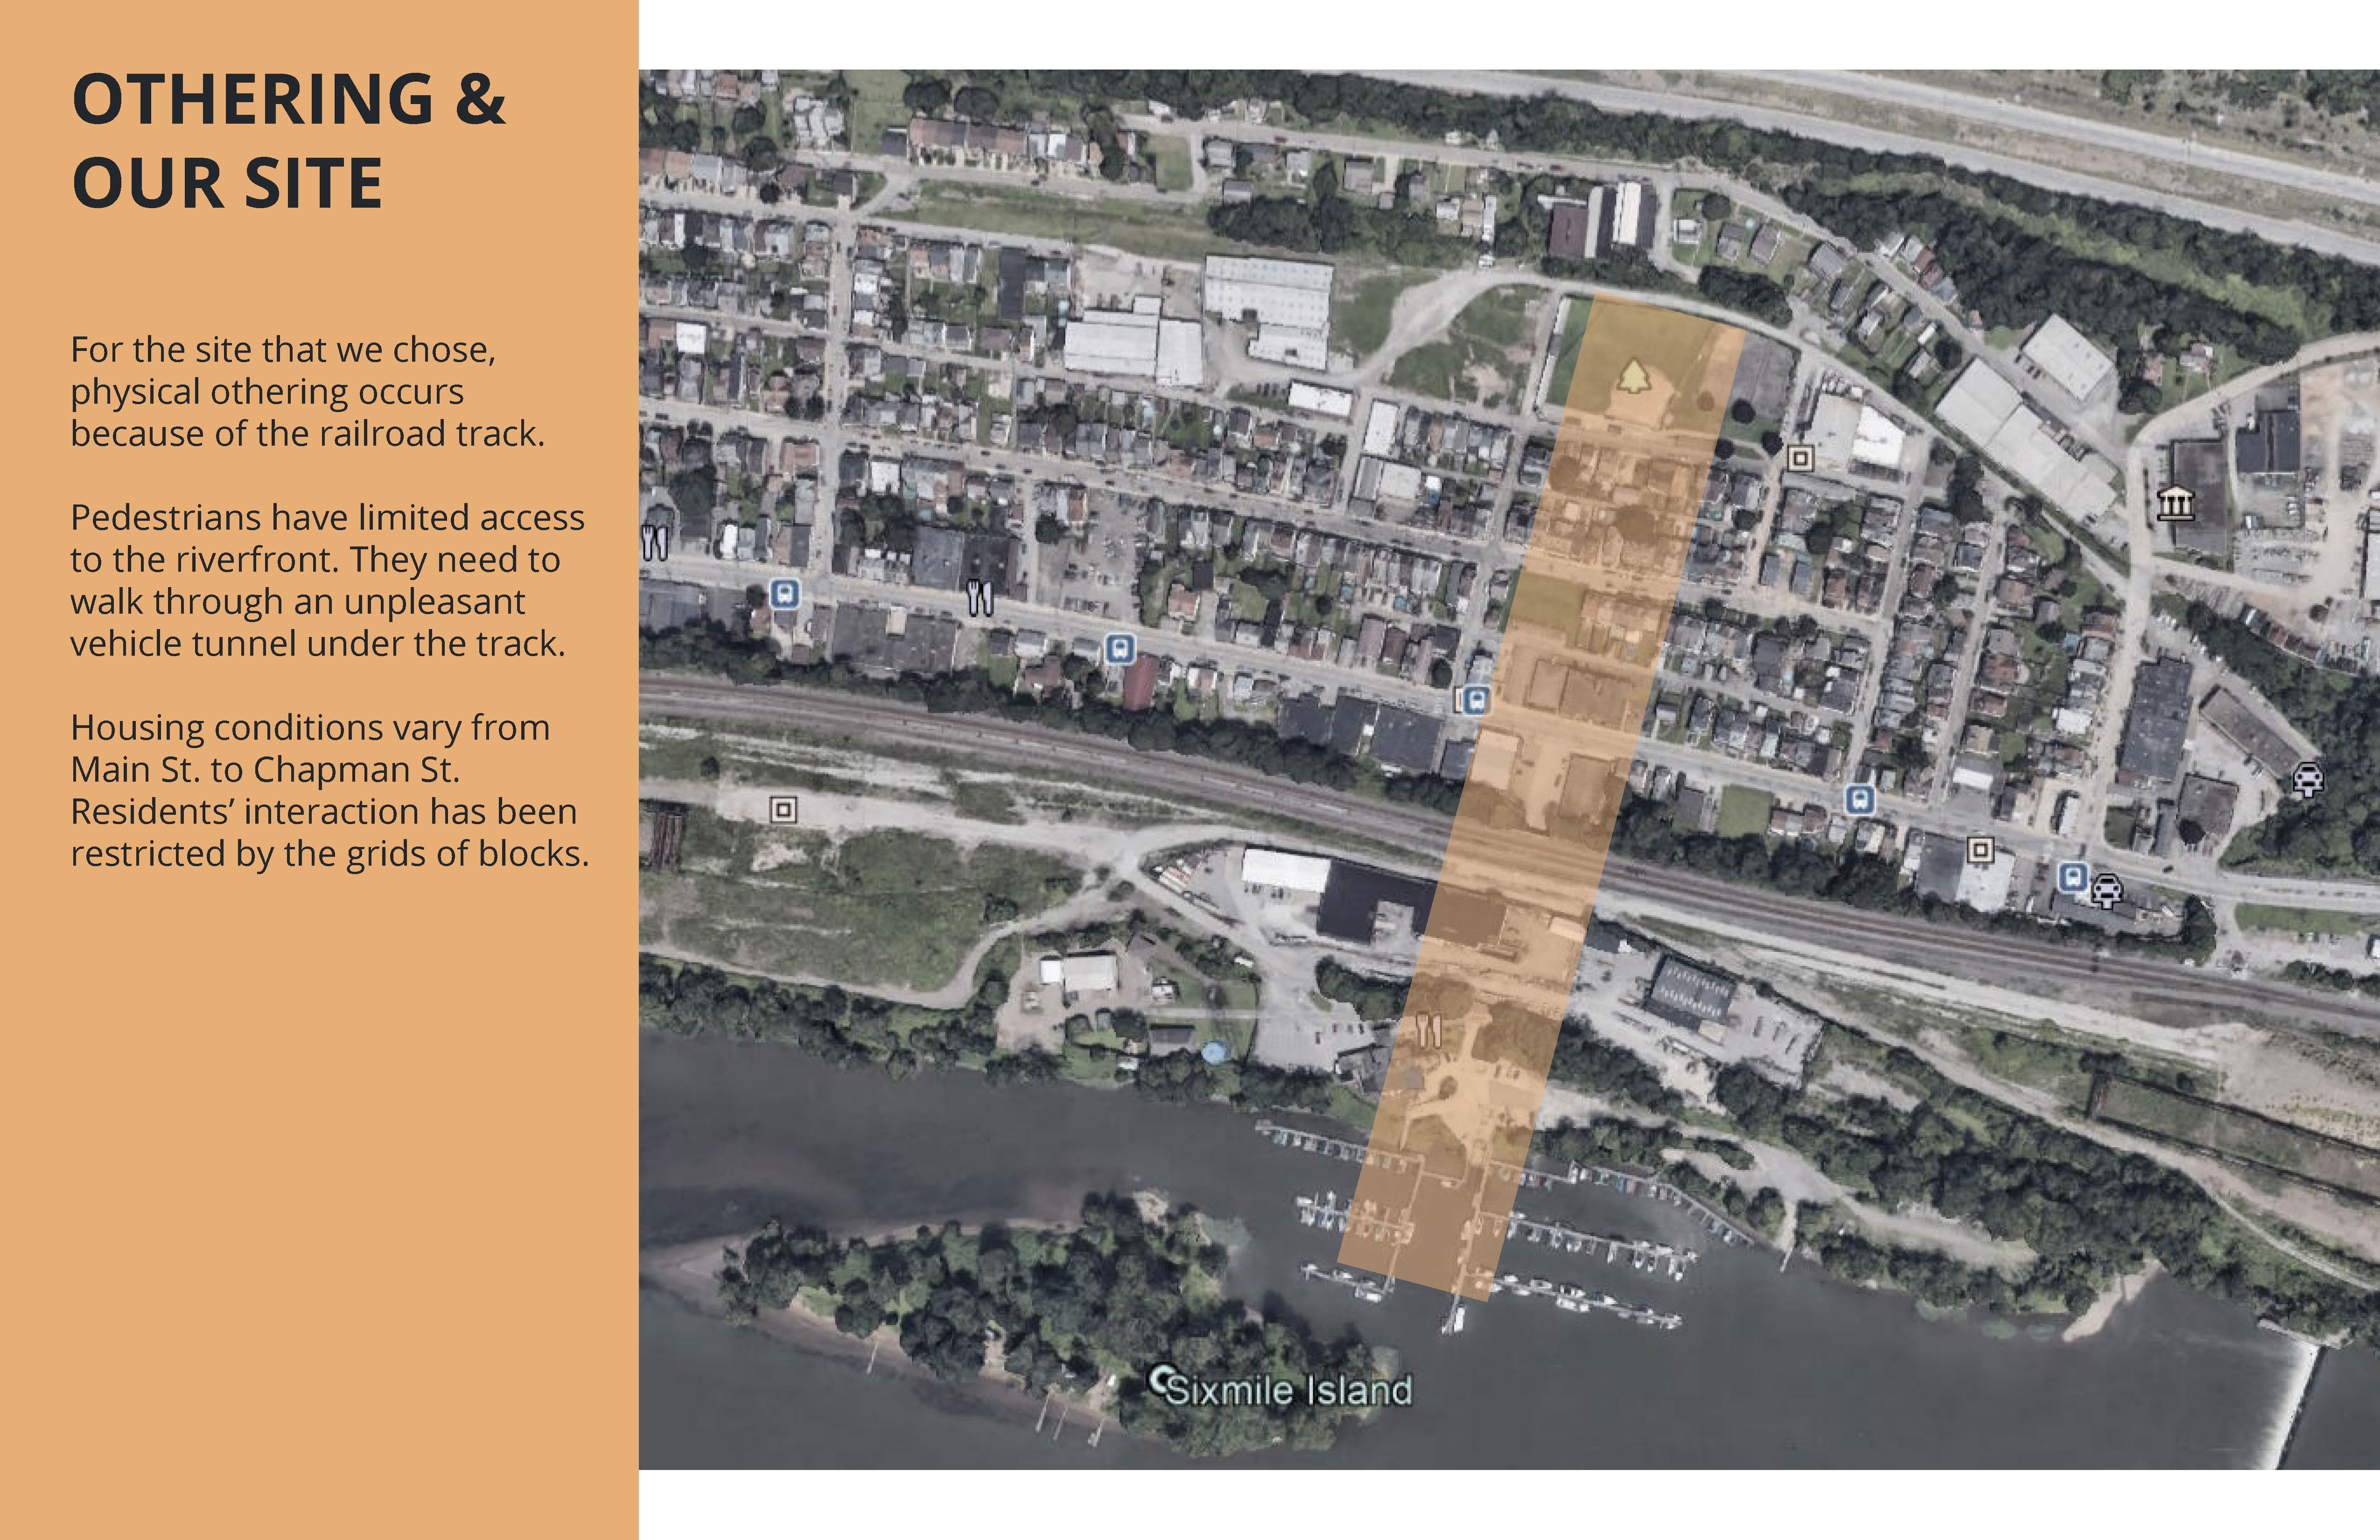 OTHERING &
OUR SITE
For the site that we chose,
physical othering occurs
because of the railroad track.
Pedestrians have limited access
to the riverfront. They need to
walk through an unpleasant
vehicle tunnel under the track.
Housing conditions vary from
Main St. to Chapman St.
Residents’ interaction has been
restricted by the grids of blocks.
Sixmile Island